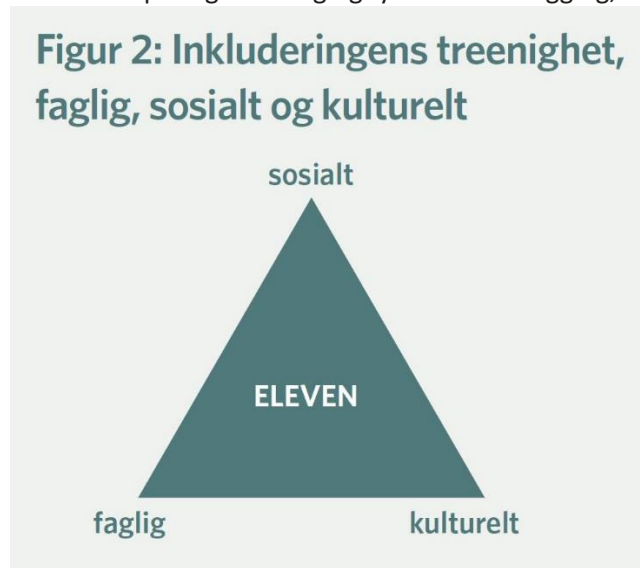 Figur 2: Inkluderingens treenighet,
faglig, sosialt og kulturelt
sosialt
ELEVEN
faglig
kulturelt